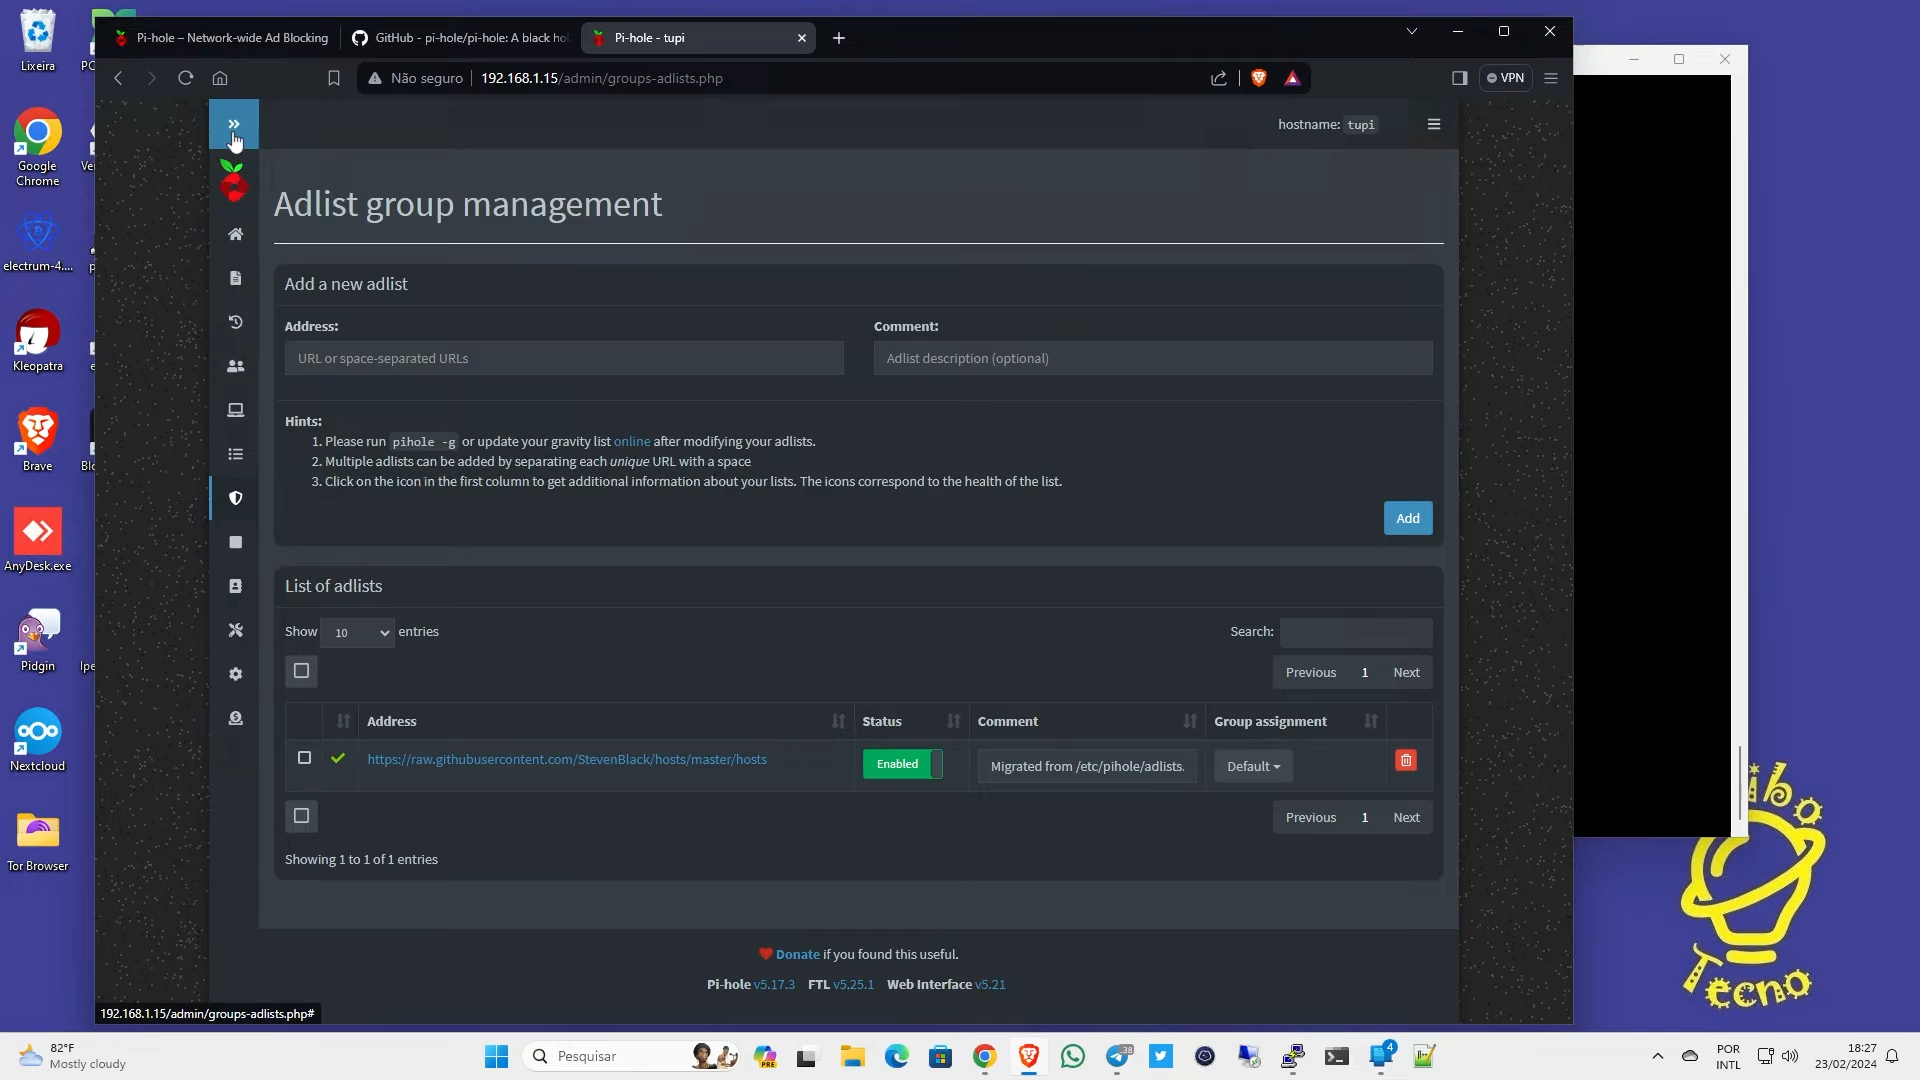 Lixeira
PC
Google
Chrome
Ver
electrum-4....
p
Kleopatra
e
Brave
Blo
AnyDesk.exe
Pidgin
Ipe
Nextcloud
Tor Browser
Pi-hole – Network-wide Ad Blocking
GitHub - pi-hole/pi-hole: A black ho
Pi-hole - tupi
Não seguro
192.168.1.15/admin/groups-adlists.php
VPN
hostname: tupi
Adlist group management
Add a new adlist
Address:
Comment:
URL or space-separated URLs
Adlist description (optional)
Hints:
1. Please run pihole -g or update your gravity list online after modifying your adlists.
2. Multiple adlists can be added by separating each unique URL with a space
3. Click on the icon in the first column to get additional information about your lists. The icons correspond to the health of the list.
Add
List of adlists
Show 10 entries
Search:
Previous 1 Next
Address Status Comment Group assignment
https://raw.githubusercontent.com/StevenBlack/hosts/master/hosts Enabled Migrated from /etc/pihole/adlists. Default
Previous 1 Next
Showing 1 to 1 of 1 entries
Donate if you found this useful.
Pi-hole v5.17.3 FTL v5.25.1 Web Interface v5.21
192.168.1.15/admin/groups-adlists.php#
Tecno
82°F
Mostly cloudy
Pesquisar
PRE
38
4
POR
INTL
18:27
23/02/2024